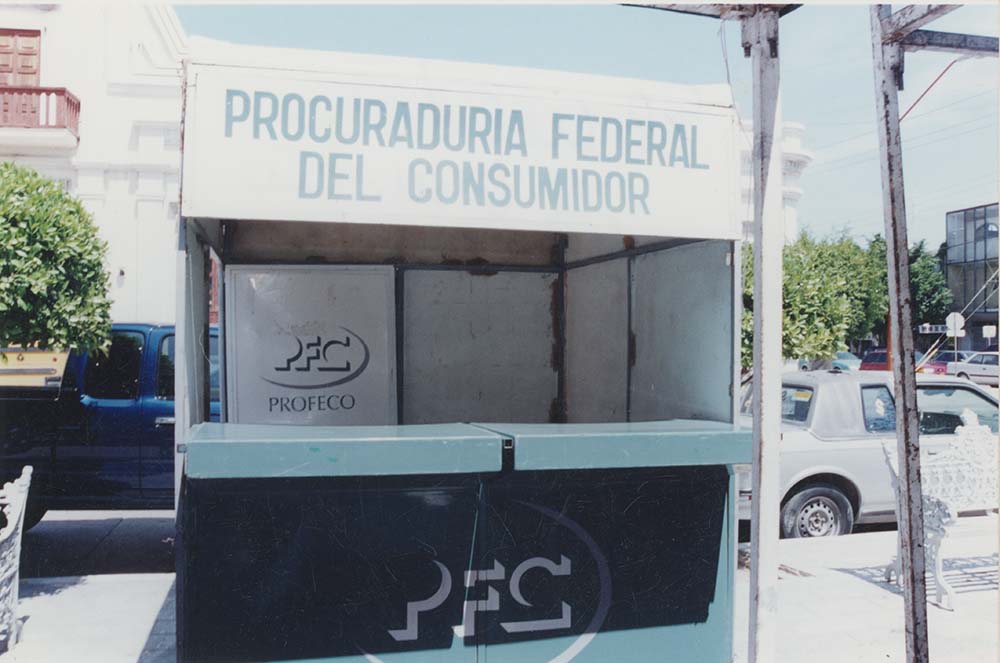 PROCURADURIA FEDERAL
DEL CONSUMIDOR
PFC
PROFECO
PFC